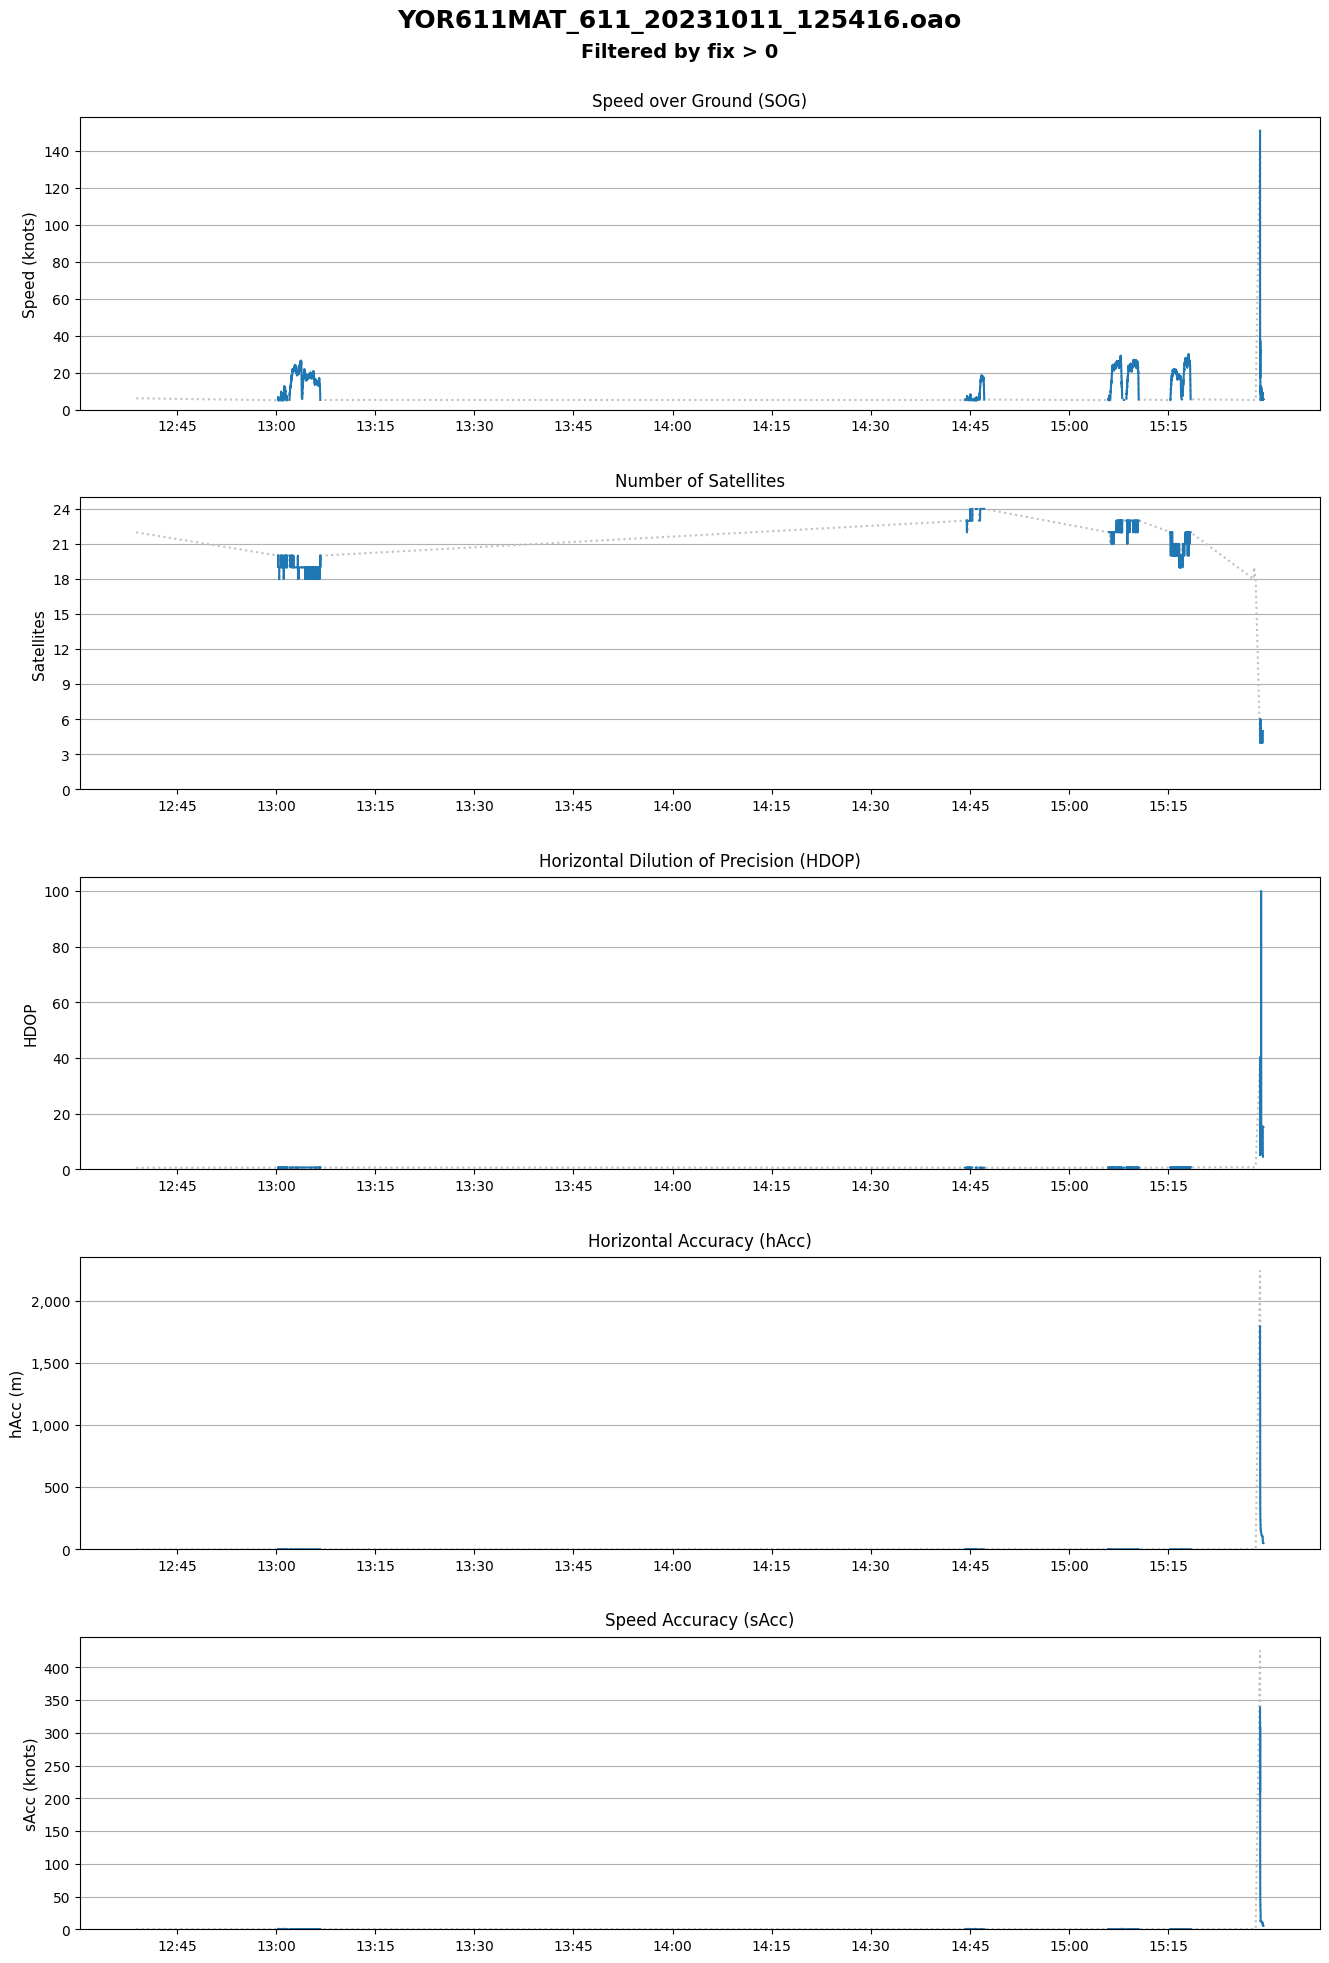 YOR611MAT_611_20231011_125416.oao
Filtered by fix > 0
Speed over Ground (SOG)
Speed (knots)
140
120
100
80
60
40
20
0
12:45 13:00 13:15 13:30 13:45 14:00 14:15 14:30 14:45 15:00 15:15
Number of Satellites
Satellites
24
21
18
15
12
9
6
3
0
12:45 13:00 13:15 13:30 13:45 14:00 14:15 14:30 14:45 15:00 15:15
Horizontal Dilution of Precision (HDOP)
HDOP
100
80
60
40
20
0
12:45 13:00 13:15 13:30 13:45 14:00 14:15 14:30 14:45 15:00 15:15
Horizontal Accuracy (hAcc)
hAcc (m)
2,000
1,500
1,000
500
0
12:45 13:00 13:15 13:30 13:45 14:00 14:15 14:30 14:45 15:00 15:15
Speed Accuracy (sAcc)
sAcc (knots)
400
350
300
250
200
150
100
50
0
12:45 13:00 13:15 13:30 13:45 14:00 14:15 14:30 14:45 15:00 15:15